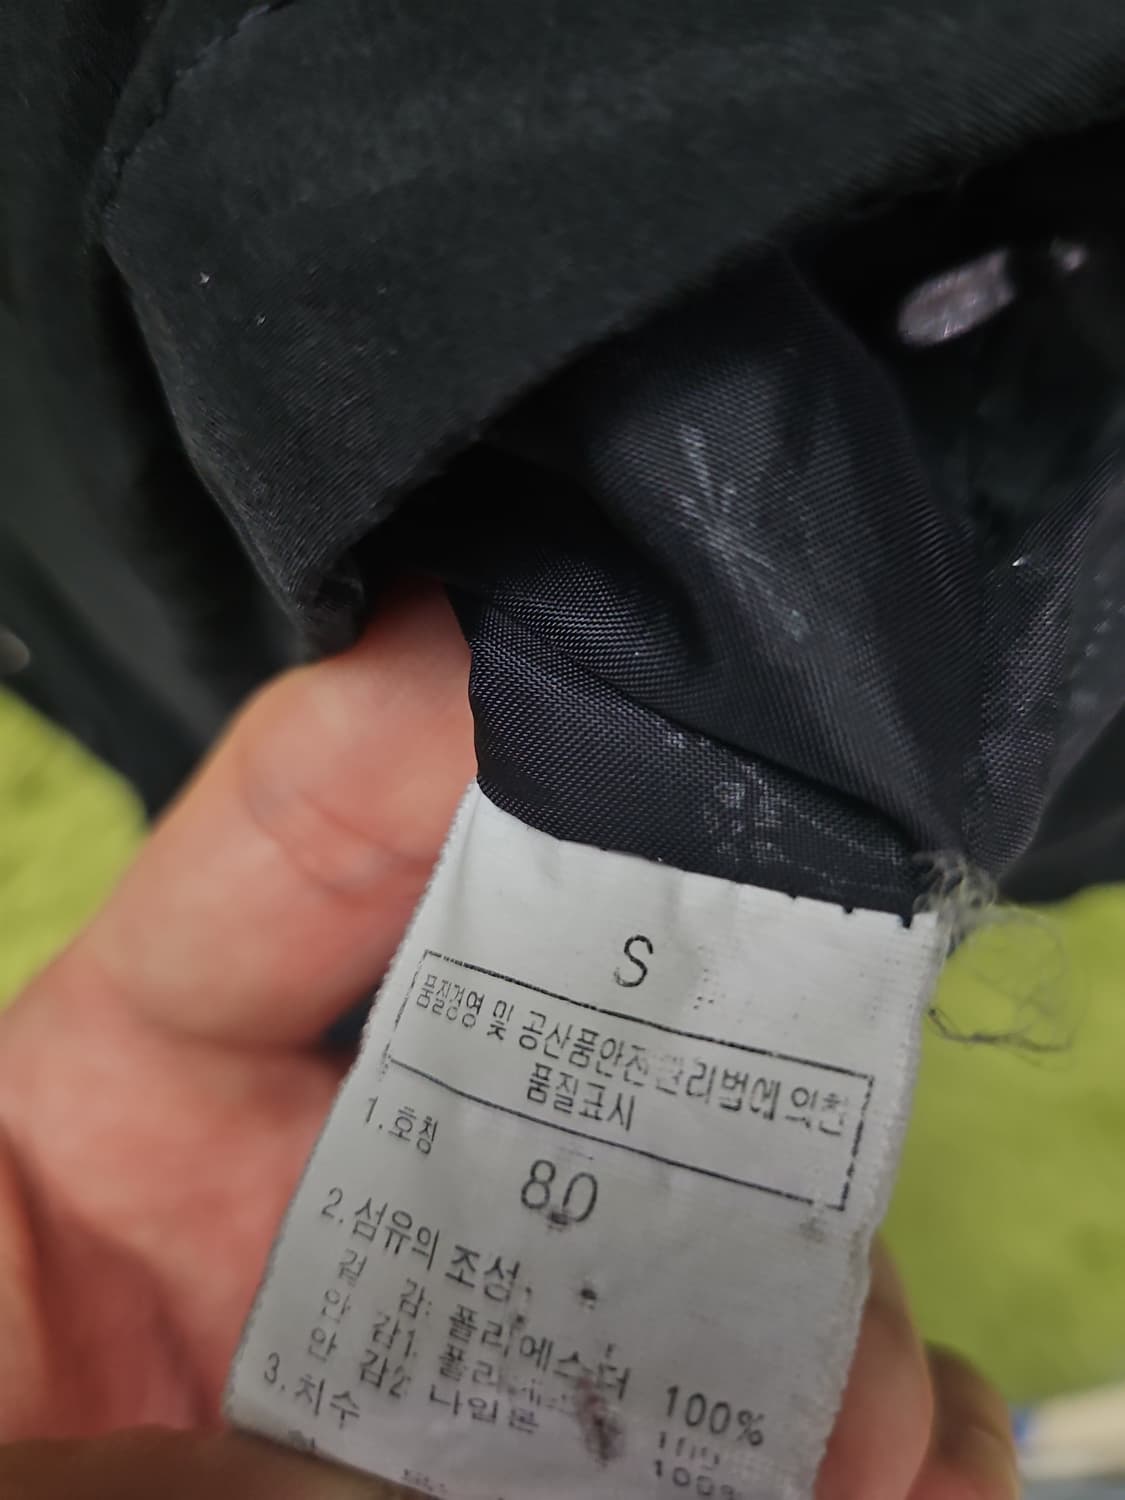 S
품질경영 및 공산품안전관리법에 의한
품질표시
1. 호칭
80
2. 섬유의 조성.
겉 감: 폴리에스터 100%
안 감1: 폴리에스터 100%
안 감2: 나일론 100%
3. 치수